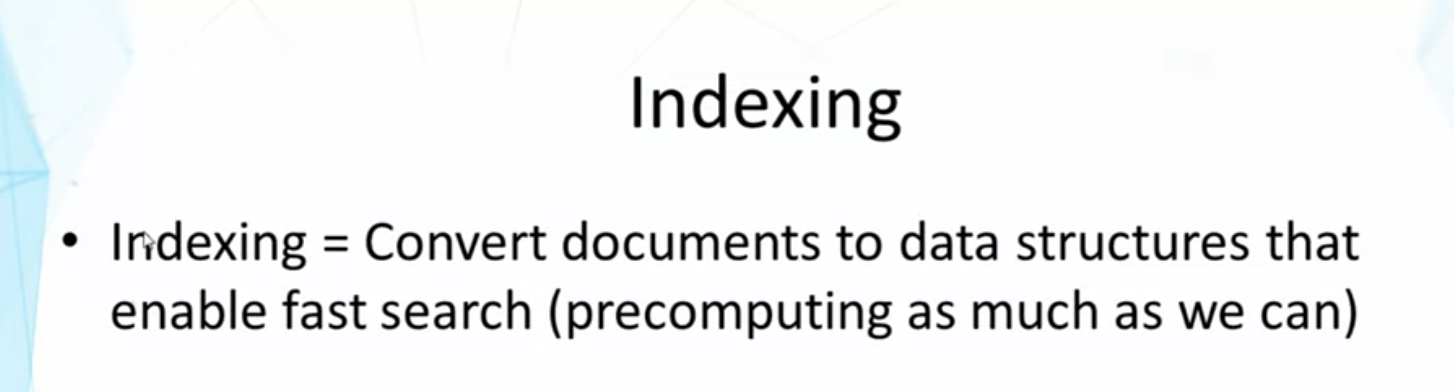 Indexing
• Indexing = Convert documents to data structures that
enable fast search (precomputing as much as we can)